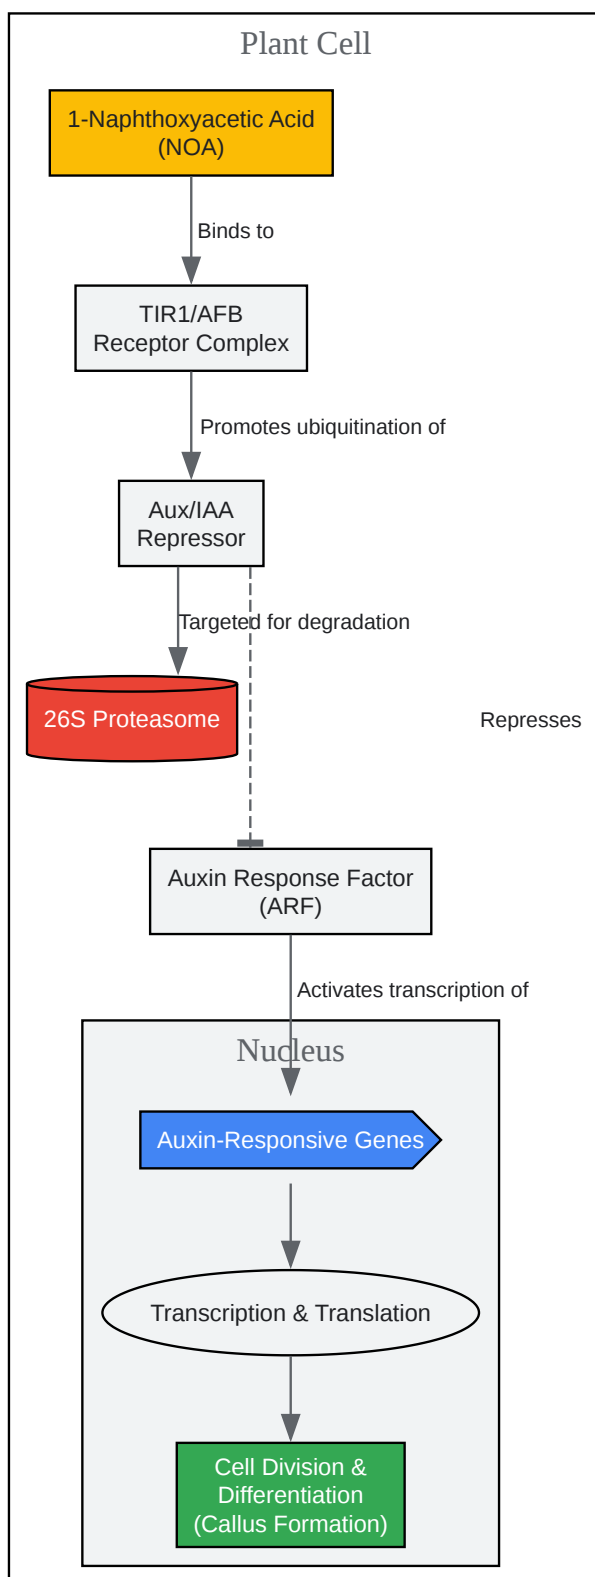 Plant Cell
1-Naphthoxyacetic Acid
(NOA)
Binds to
TIR1/AFB
Receptor Complex
Promotes ubiquitination of
Aux/IAA
Repressor
Targeted for degradation
26S Proteasome
Represses
Auxin Response Factor
(ARF)
Activates transcription of
Nucleus
Auxin-Responsive Genes
Transcription & Translation
Cell Division &
Differentiation
(Callus Formation)